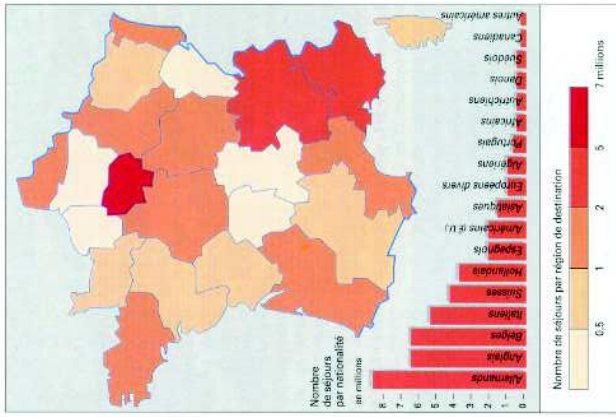 Nombre
de séjours
par nationalité
en millions
8
7
6
5
4
3
2
1
0
Allemands
Anglais
Belges
Italiens
Suisses
Hollandais
Espagnols
Américains (E.U.)
Asiatiques
Européens divers
Algériens
Portugais
Africains
Autrichiens
Danois
Suédois
Canadiens
Autres américains
Nombre de séjours par région de destination
0,5
1
2
5
7 millions